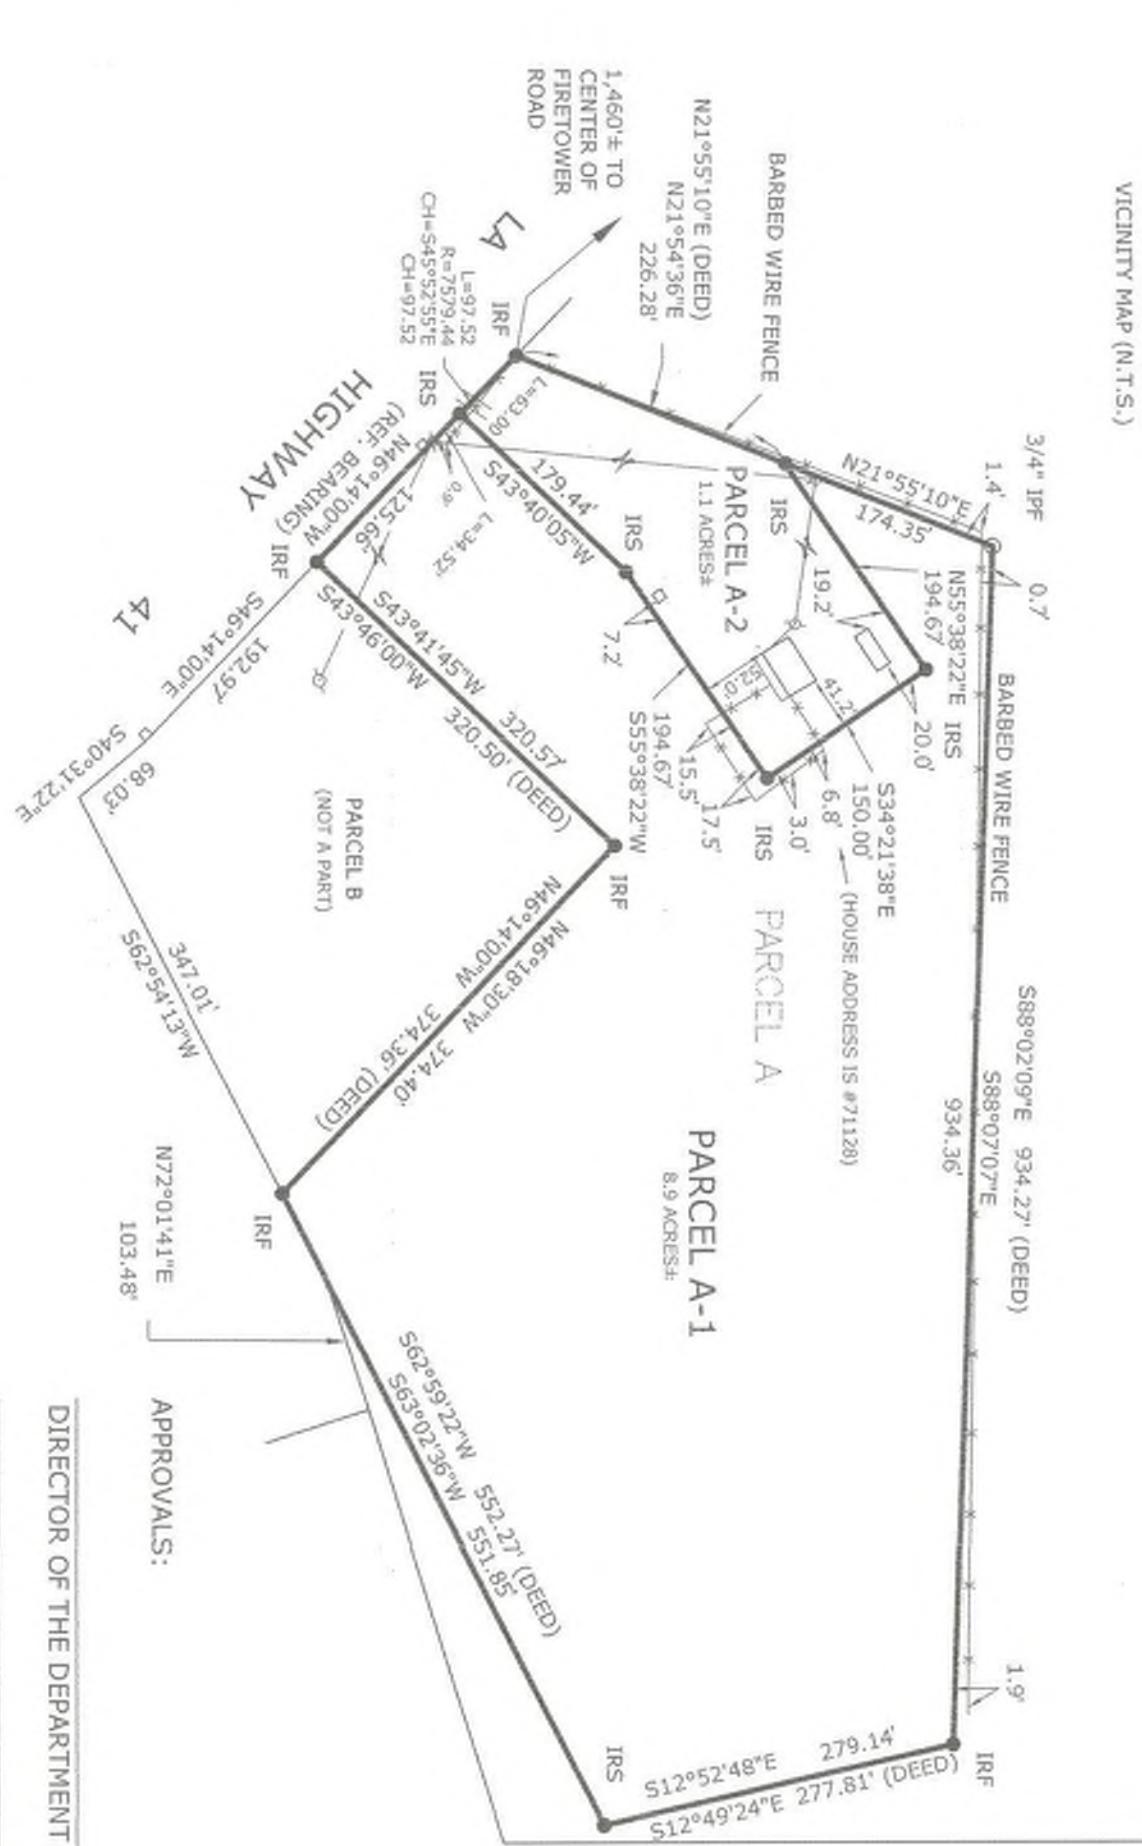 VICINITY MAP (N.T.S.)
3/4" IPF
1.4'
0.7'
N21°55'10"E
174.35'
BARBED WIRE FENCE
BARBED WIRE FENCE
N21°55'10"E (DEED)
N21°54'36"E
226.28'
1,460'± TO
CENTER OF
FIRETOWER
ROAD
S88°02'09"E 934.27' (DEED)
S88°07'07"E
934.36'
1.9'
IRF
N55°38'22"E
194.67'
IRS
IRS
19.2'
20.0'
41.2'
S34°21'38"E
150.00'
(HOUSE ADDRESS IS #71128)
6.8'
3.0'
IRS
17.5'
15.5'
PARCEL A-2
1.1 ACRES±
PARCEL A
PARCEL A-1
8.9 ACRES±
S55°38'22"W
194.67'
7.2'
IRS
179.44'
S43°40'05"W
L=63.00'
IRF
IRS
L=97.52
R=7579.44
CH=S45°52'55"E
CH=97.52
LA
HIGHWAY
41
0.9'
L=34.52'
N46°14'00"W
(REF. BEARING)
125.66'
IRF
S43°41'45"W 320.57'
S43°46'00"W 320.50' (DEED)
IRF
N46°18'30"W 374.40'
N46°14'00"W 374.36' (DEED)
S46°14'00"E
192.97'
S40°31'22"E
68.03'
PARCEL B
(NOT A PART)
347.01'
S62°54'13"W
IRF
N72°01'41"E
103.48'
S62°59'22"W 552.27' (DEED)
S63°02'36"W 551.85'
IRS
279.14'
S12°52'48"E
S12°49'24"E 277.81' (DEED)
APPROVALS:
DIRECTOR OF THE DEPARTMENT